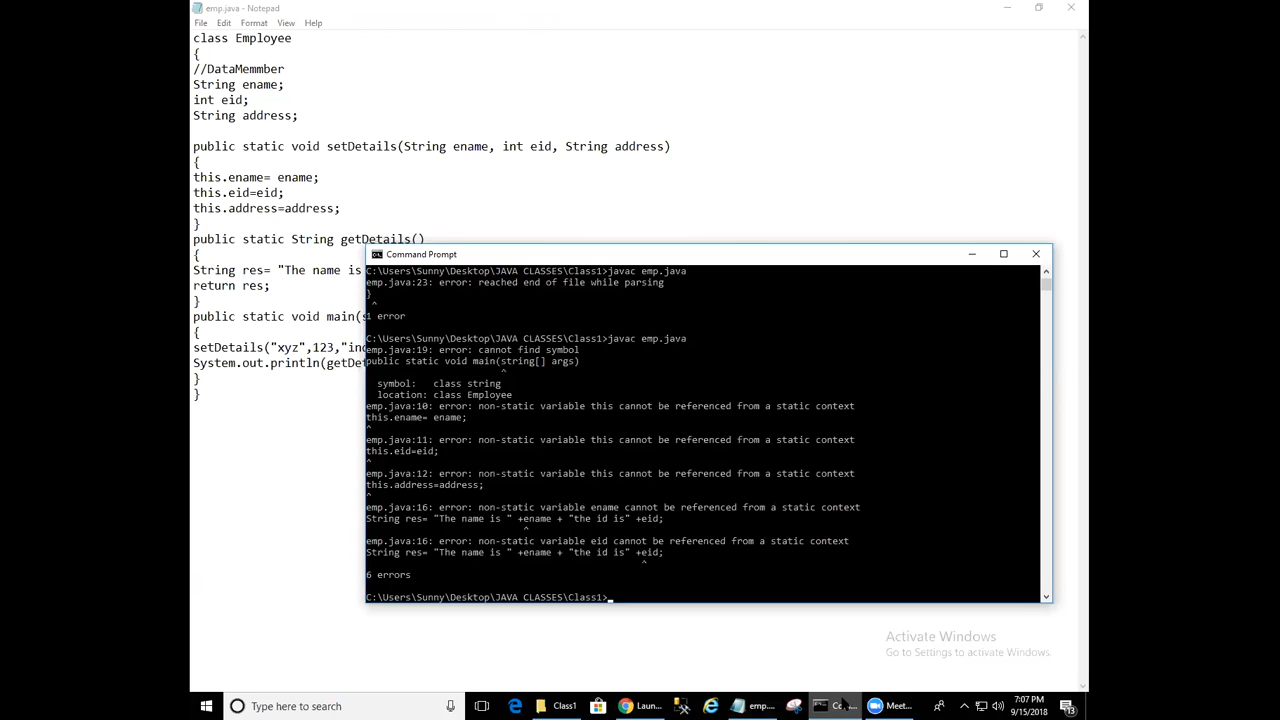 emp.java - Notepad
File Edit Format View Help
class Employee
{
//DataMemmber
String ename;
int eid;
String address;
public static void setDetails(String ename, int eid, String address)
{
this.ename= ename;
this.eid=eid;
this.address=address;
}
public static String getDetails()
{
String res= "The name is
return res;
}
public static void main(
{
setDetails("xyz",123,"in
System.out.println(getDe
}
}
Command Prompt
C:\Users\Sunny\Desktop\JAVA CLASSES\Class1>javac emp.java
emp.java:23: error: reached end of file while parsing
}
^
1 error
C:\Users\Sunny\Desktop\JAVA CLASSES\Class1>javac emp.java
emp.java:19: error: cannot find symbol
public static void main(string[] args)
^
symbol: class string
location: class Employee
emp.java:10: error: non-static variable this cannot be referenced from a static context
this.ename= ename;
^
emp.java:11: error: non-static variable this cannot be referenced from a static context
this.eid=eid;
^
emp.java:12: error: non-static variable this cannot be referenced from a static context
this.address=address;
^
emp.java:16: error: non-static variable ename cannot be referenced from a static context
String res= "The name is " +ename + "the id is" +eid;
^
emp.java:16: error: non-static variable eid cannot be referenced from a static context
String res= "The name is " +ename + "the id is" +eid;
^
6 errors
C:\Users\Sunny\Desktop\JAVA CLASSES\Class1>
Activate Windows
Go to Settings to activate Windows.
Type here to search Class1 Laun... emp.... Co... Meet... 7:07 PM
9/15/2018 13